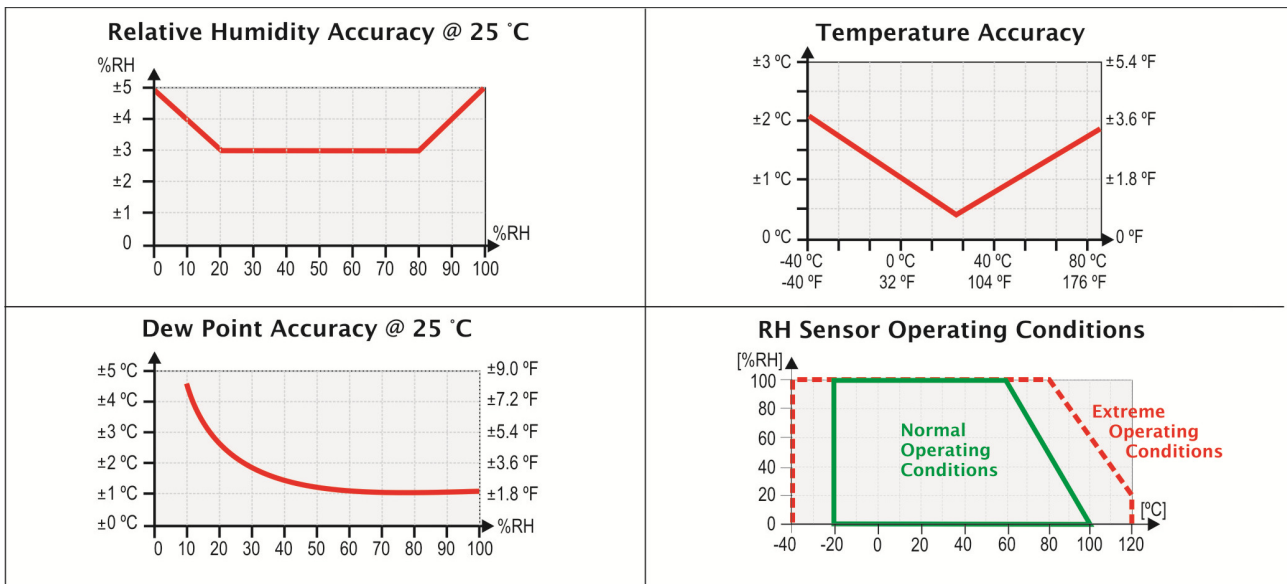 Relative Humidity Accuracy @ 25 °C
%RH
±5
±4
±3
±2
±1
0
%RH
0 10 20 30 40 50 60 70 80 90 100
Temperature Accuracy
±3 ºC
±2 ºC
±1 ºC
0 ºC
±5.4 ºF
±3.6 ºF
±1.8 ºF
0 ºF
-40 ºC 0 ºC 40 ºC 80 ºC
-40 ºF 32 ºF 104 ºF 176 ºF
Dew Point Accuracy @ 25 °C
±5 ºC
±4 ºC
±3 ºC
±2 ºC
±1 ºC
±0 ºC
±9.0 ºF
±7.2 ºF
±5.4 ºF
±3.6 ºF
±1.8 ºF
%RH
0 10 20 30 40 50 60 70 80 90 100
RH Sensor Operating Conditions
[%RH]
100
80
60
40
20
0
Normal
Operating
Conditions
Extreme
Operating
Conditions
[ºC]
-40 -20 0 20 40 60 80 100 120